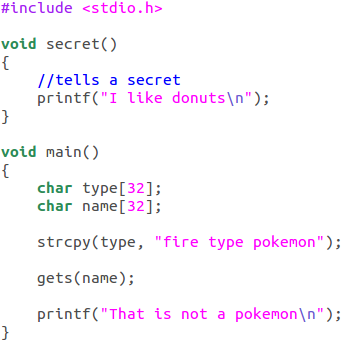 #include <stdio.h>
void secret()
{
//tells a secret
printf("I like donuts\n");
}
void main()
{
char type[32];
char name[32];
strcpy(type, "fire type pokemon");
gets(name);
printf("That is not a pokemon\n");
}